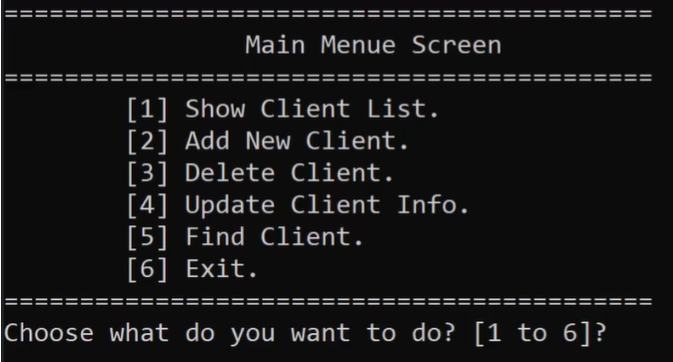 ===========================================
Main Menue Screen
===========================================
[1] Show Client List.
[2] Add New Client.
[3] Delete Client.
[4] Update Client Info.
[5] Find Client.
[6] Exit.
===========================================
Choose what do you want to do? [1 to 6]?